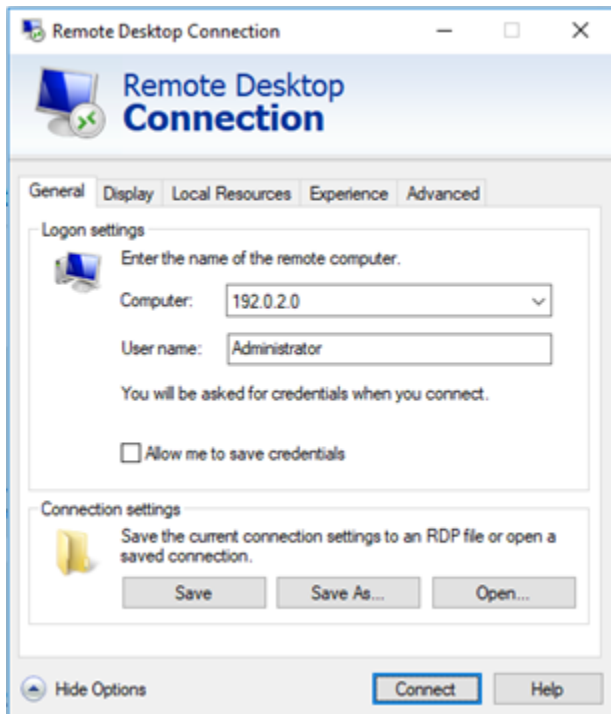 Remote Desktop Connection
Remote Desktop
Connection
General Display Local Resources Experience Advanced
Logon settings
Enter the name of the remote computer.
Computer: 192.0.2.0
User name: Administrator
You will be asked for credentials when you connect.
Allow me to save credentials
Connection settings
Save the current connection settings to an RDP file or open a
saved connection.
Save Save As... Open...
Hide Options Connect Help